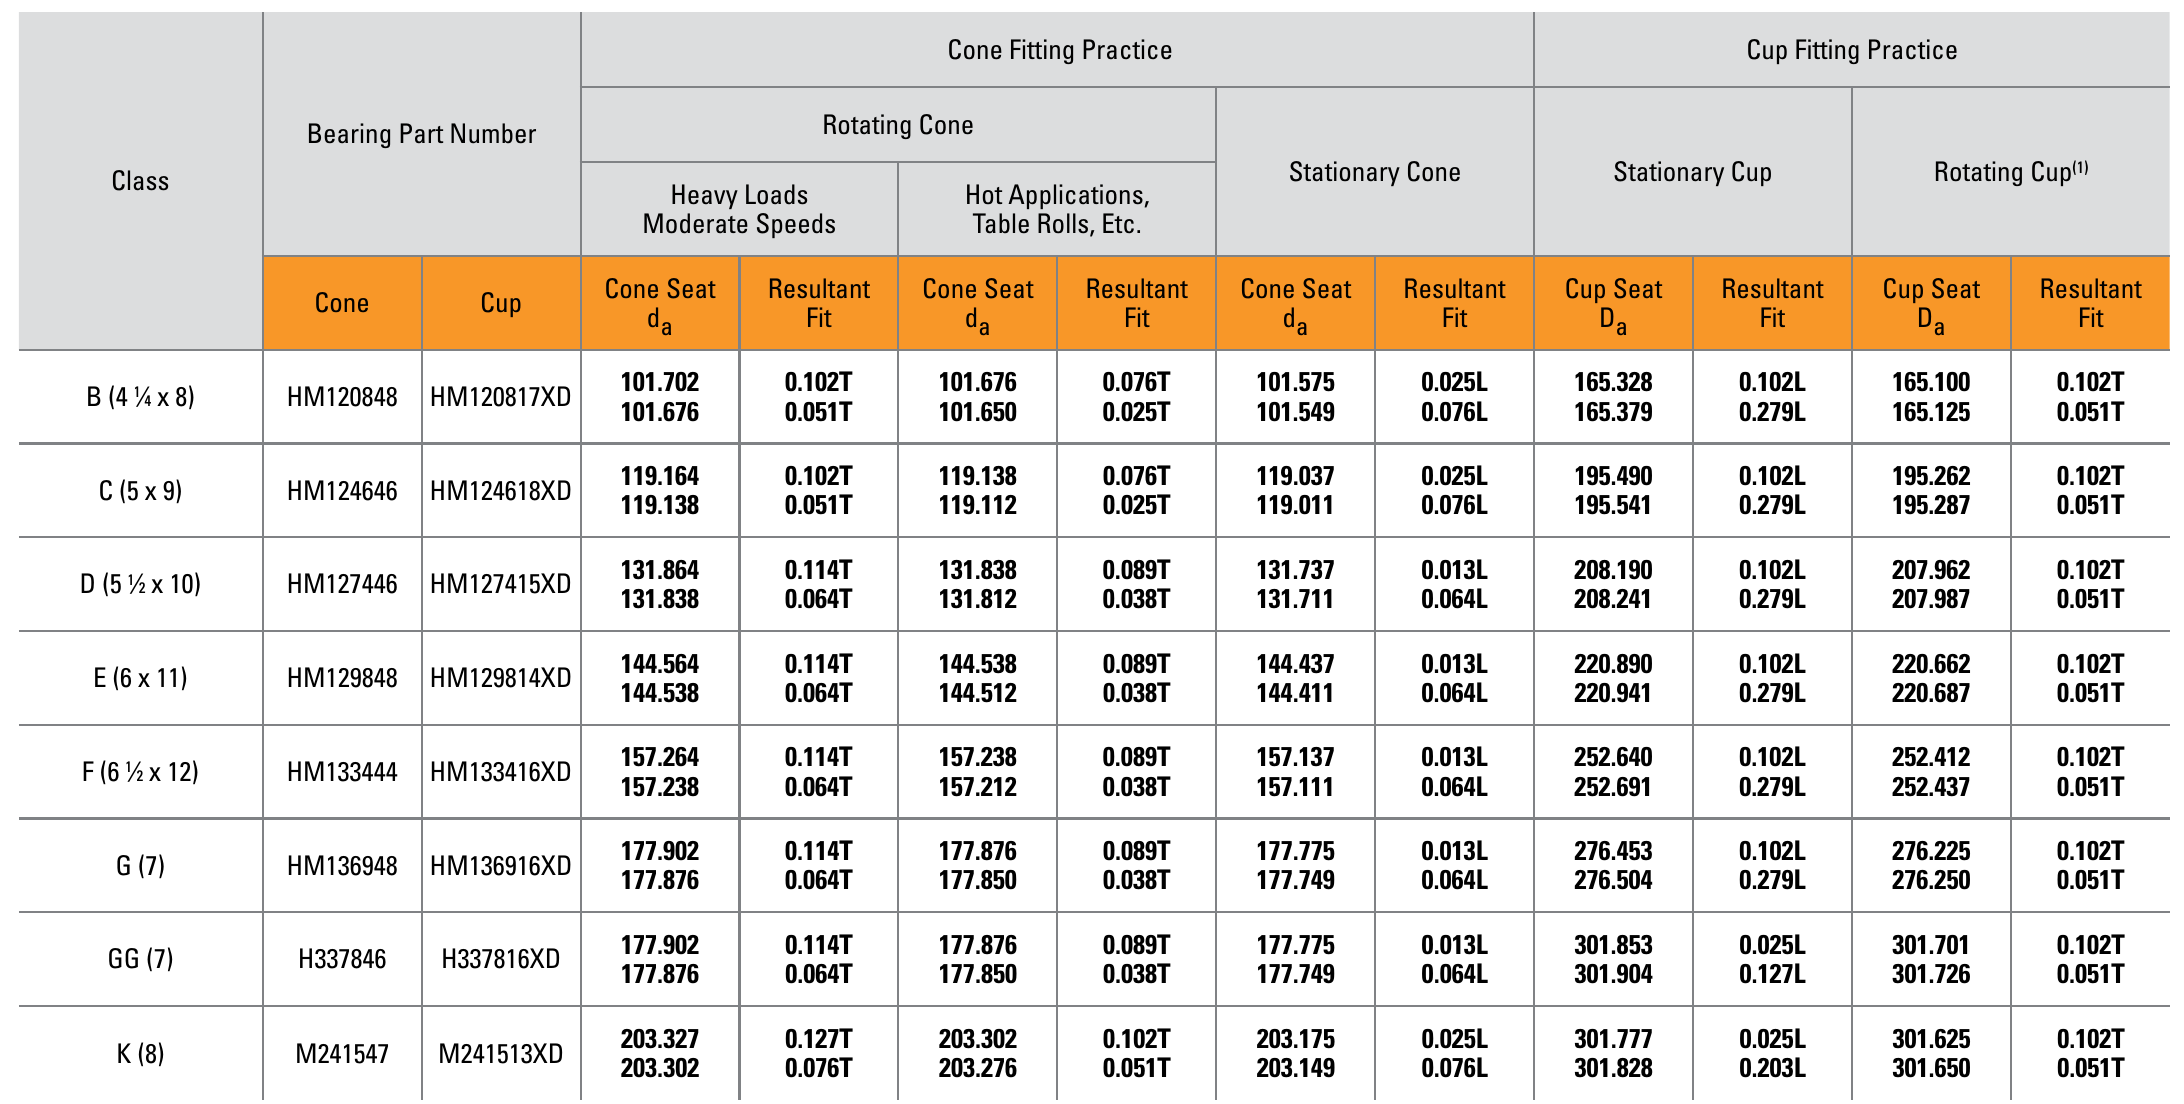 Class
Bearing Part Number
Cone Fitting Practice
Cup Fitting Practice
Rotating Cone
Stationary Cone
Stationary Cup
Rotating Cup(1)
Heavy Loads
Moderate Speeds
Hot Applications,
Table Rolls, Etc.
Cone
Cup
Cone Seat
da
Resultant
Fit
Cone Seat
da
Resultant
Fit
Cone Seat
da
Resultant
Fit
Cup Seat
Da
Resultant
Fit
Cup Seat
Da
Resultant
Fit
B (4 ¼ x 8) HM120848 HM120817XD
101.702 0.102T 101.676 0.076T 101.575 0.025L 165.328 0.102L 165.100 0.102T
101.676 0.051T 101.650 0.025T 101.549 0.076L 165.379 0.279L 165.125 0.051T
C (5 x 9) HM124646 HM124618XD
119.164 0.102T 119.138 0.076T 119.037 0.025L 195.490 0.102L 195.262 0.102T
119.138 0.051T 119.112 0.025T 119.011 0.076L 195.541 0.279L 195.287 0.051T
D (5 ½ x 10) HM127446 HM127415XD
131.864 0.114T 131.838 0.089T 131.737 0.013L 208.190 0.102L 207.962 0.102T
131.838 0.064T 131.812 0.038T 131.711 0.064L 208.241 0.279L 207.987 0.051T
E (6 x 11) HM129848 HM129814XD
144.564 0.114T 144.538 0.089T 144.437 0.013L 220.890 0.102L 220.662 0.102T
144.538 0.064T 144.512 0.038T 144.411 0.064L 220.941 0.279L 220.687 0.051T
F (6 ½ x 12) HM133444 HM133416XD
157.264 0.114T 157.238 0.089T 157.137 0.013L 252.640 0.102L 252.412 0.102T
157.238 0.064T 157.212 0.038T 157.111 0.064L 252.691 0.279L 252.437 0.051T
G (7) HM136948 HM136916XD
177.902 0.114T 177.876 0.089T 177.775 0.013L 276.453 0.102L 276.225 0.102T
177.876 0.064T 177.850 0.038T 177.749 0.064L 276.504 0.279L 276.250 0.051T
GG (7) H337846 H337816XD
177.902 0.114T 177.876 0.089T 177.775 0.013L 301.853 0.025L 301.701 0.102T
177.876 0.064T 177.850 0.038T 177.749 0.064L 301.904 0.127L 301.726 0.051T
K (8) M241547 M241513XD
203.327 0.127T 203.302 0.102T 203.175 0.025L 301.777 0.025L 301.625 0.102T
203.302 0.076T 203.276 0.051T 203.149 0.076L 301.828 0.203L 301.650 0.051T